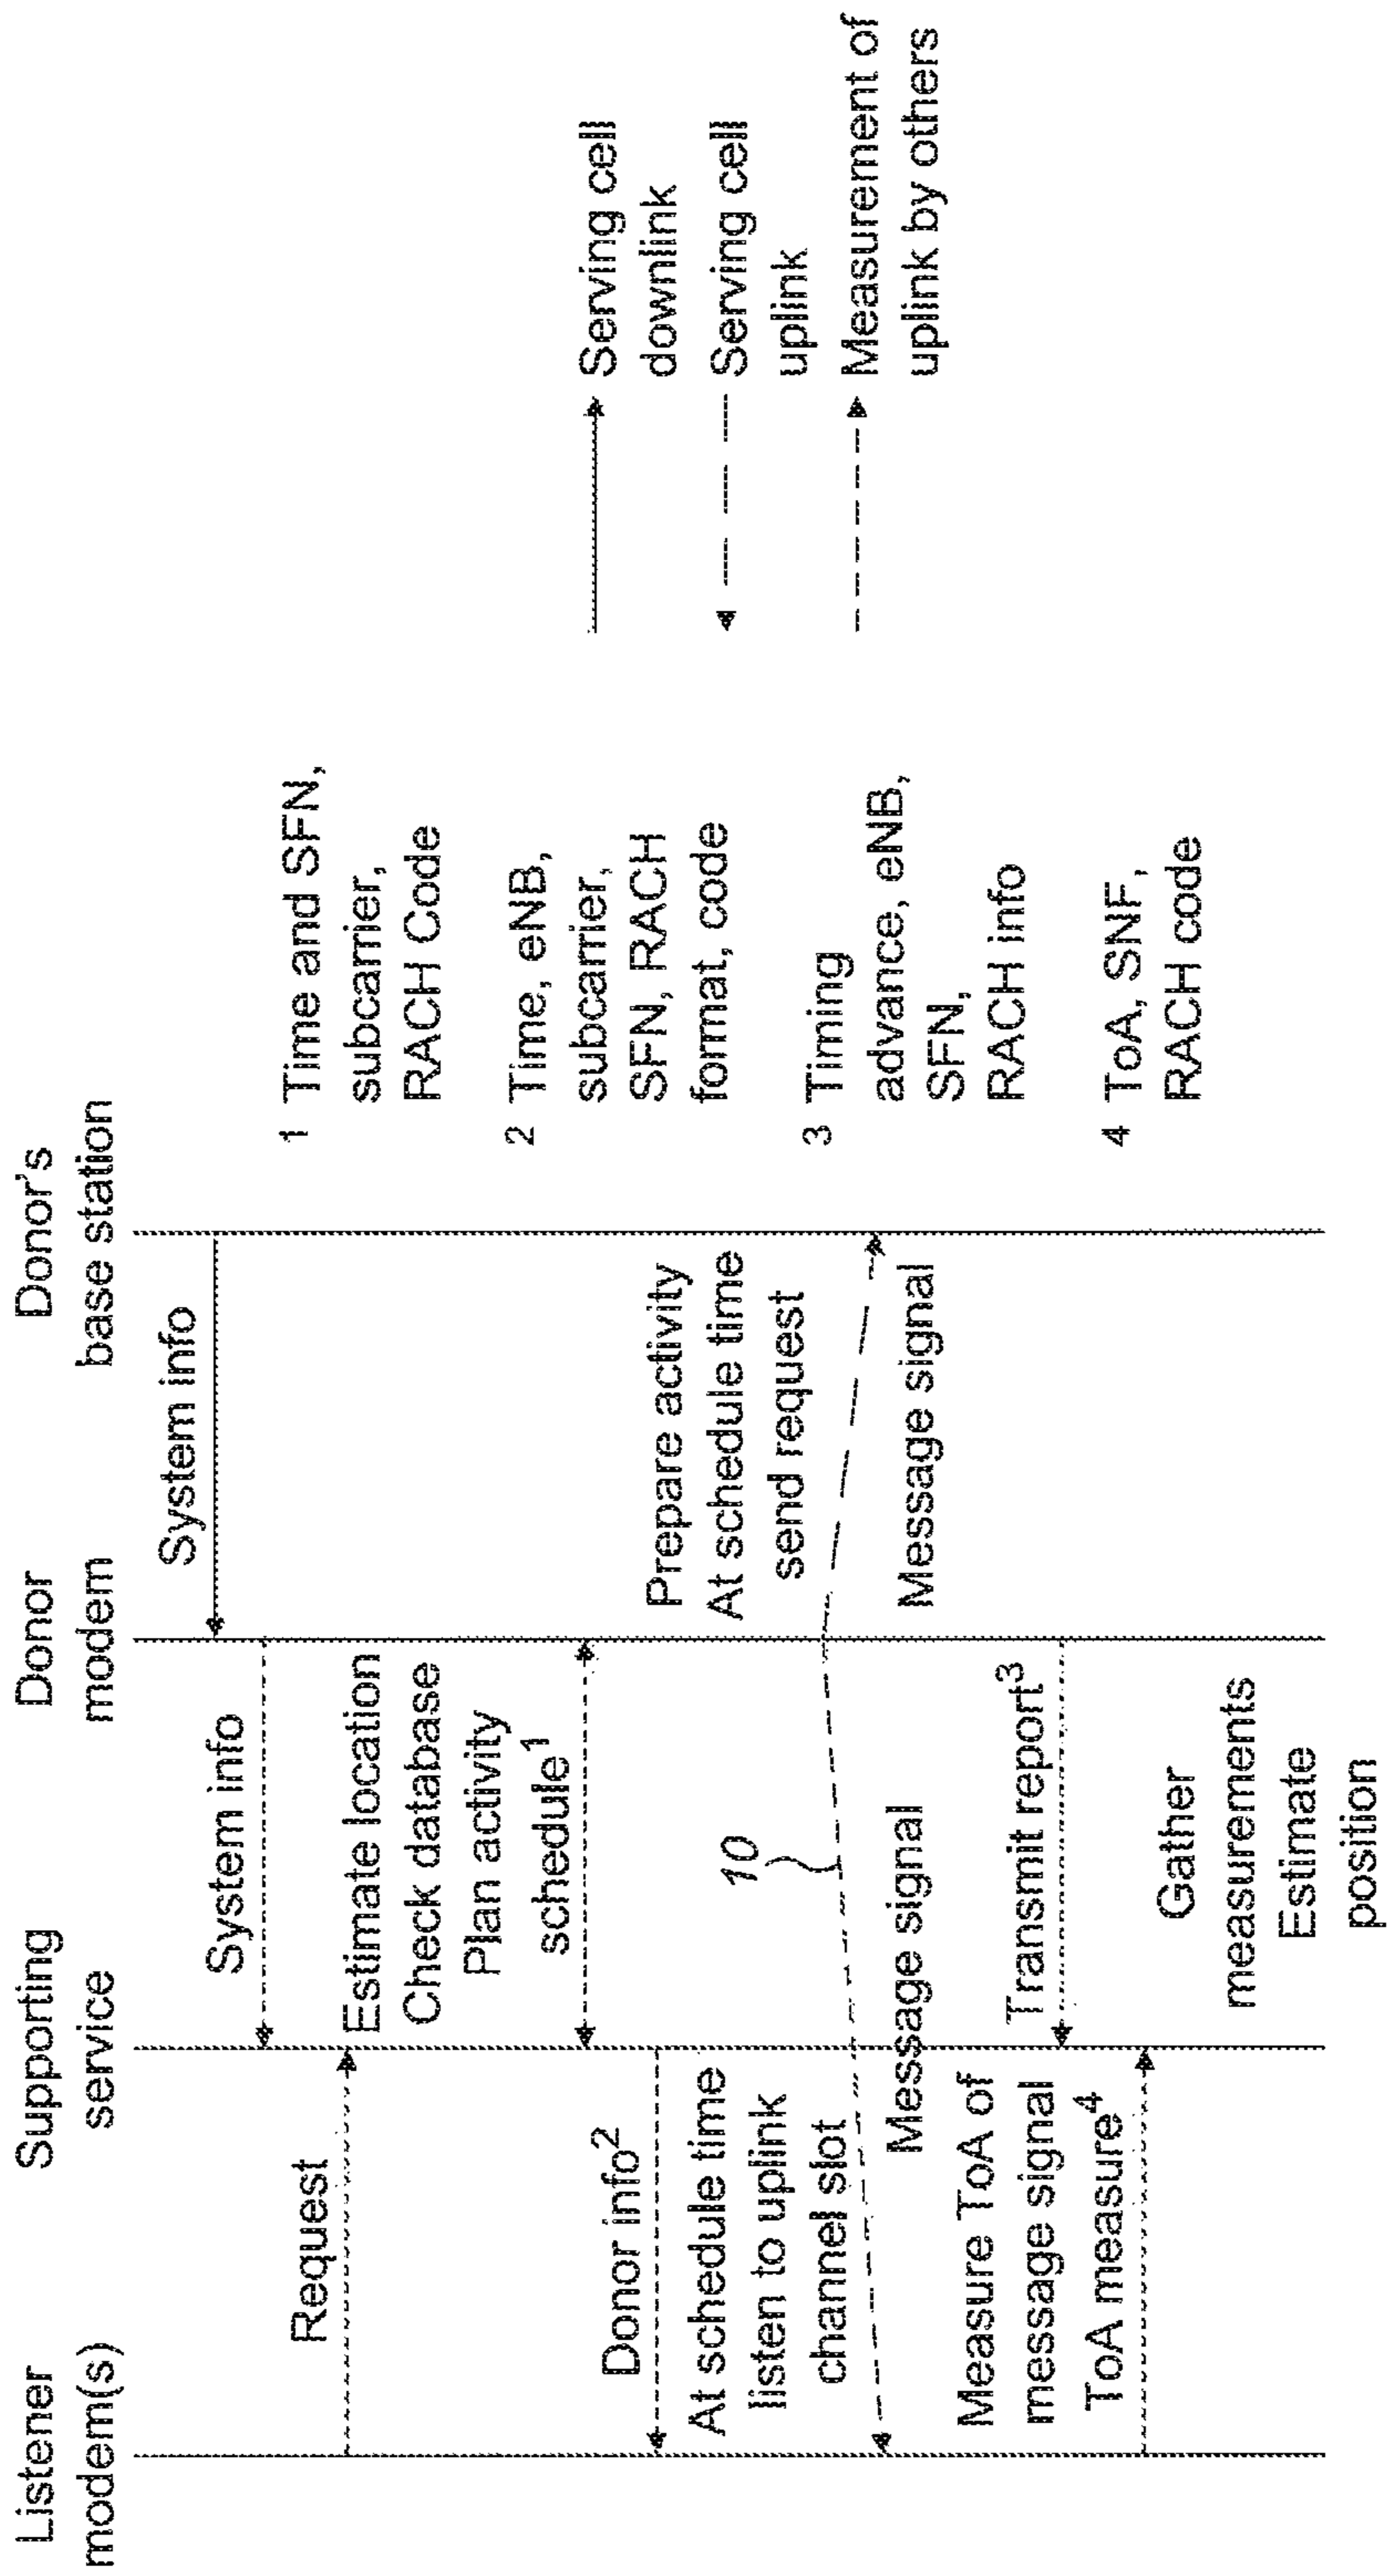 Listener
modem(s)
Supporting
service
Donor
modem
Donor's
base station
System info
System info
Request
Estimate location
Check database
Plan activity
schedule1
Donor info2
At schedule time
listen to uplink
channel slot
Prepare activity
At schedule time
send request
10
Message signal
Message signal
Measure ToA of
message signal
ToA measure4
Transmit report3
Gather
measurements
Estimate
position
1 Time and SFN,
subcarrier,
RACH Code
2 Time, eNB,
subcarrier,
SFN, RACH
format, code
3 Timing
advance, eNB,
SFN,
RACH info
4 ToA, SNF,
RACH code
Serving cell
downlink
Serving cell
uplink
Measurement of
uplink by others